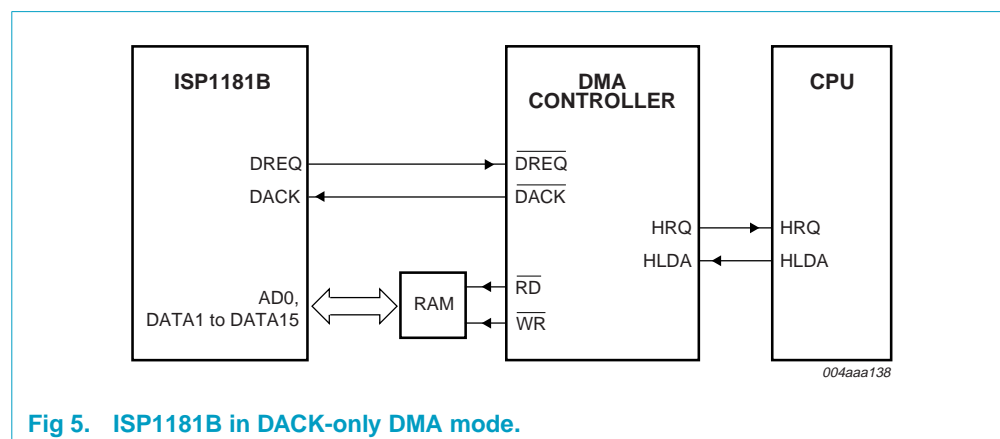 ISP1181B
DMA
CONTROLLER
CPU
DREQ
DREQ
DACK
DACK
HRQ
HRQ
HLDA
HLDA
AD0,
DATA1 to DATA15
RAM
RD
WR
004aaa138
Fig 5. ISP1181B in DACK-only DMA mode.